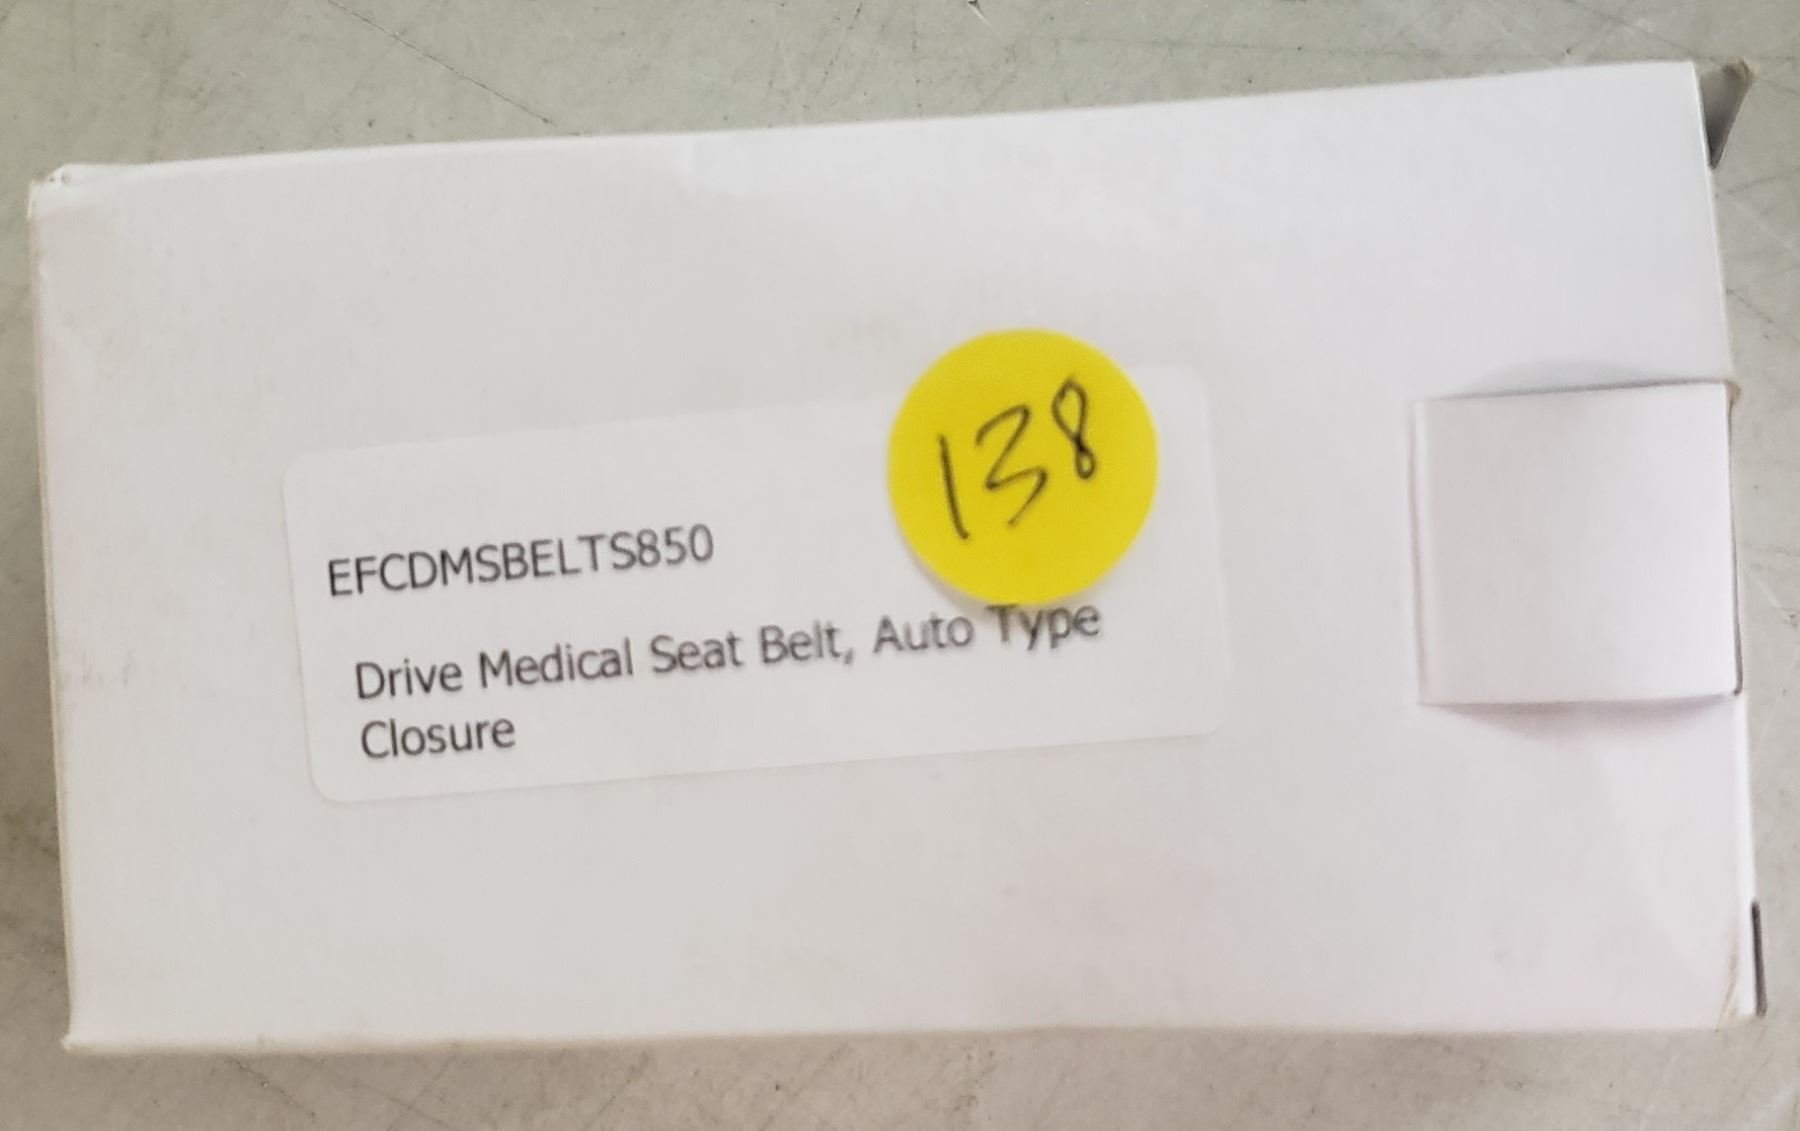 138
EFCDMSBELTS850
Drive Medical Seat Belt, Auto Type
Closure